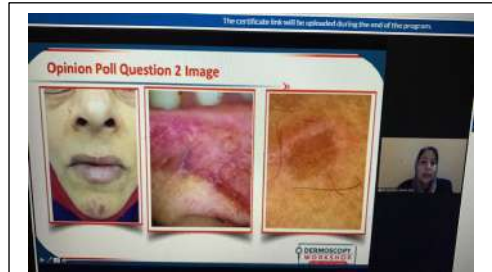 The certificate link will be uploaded during the end of the program.
Opinion Poll Question 2 Image
DERMOSCOPY
WORKSHOP